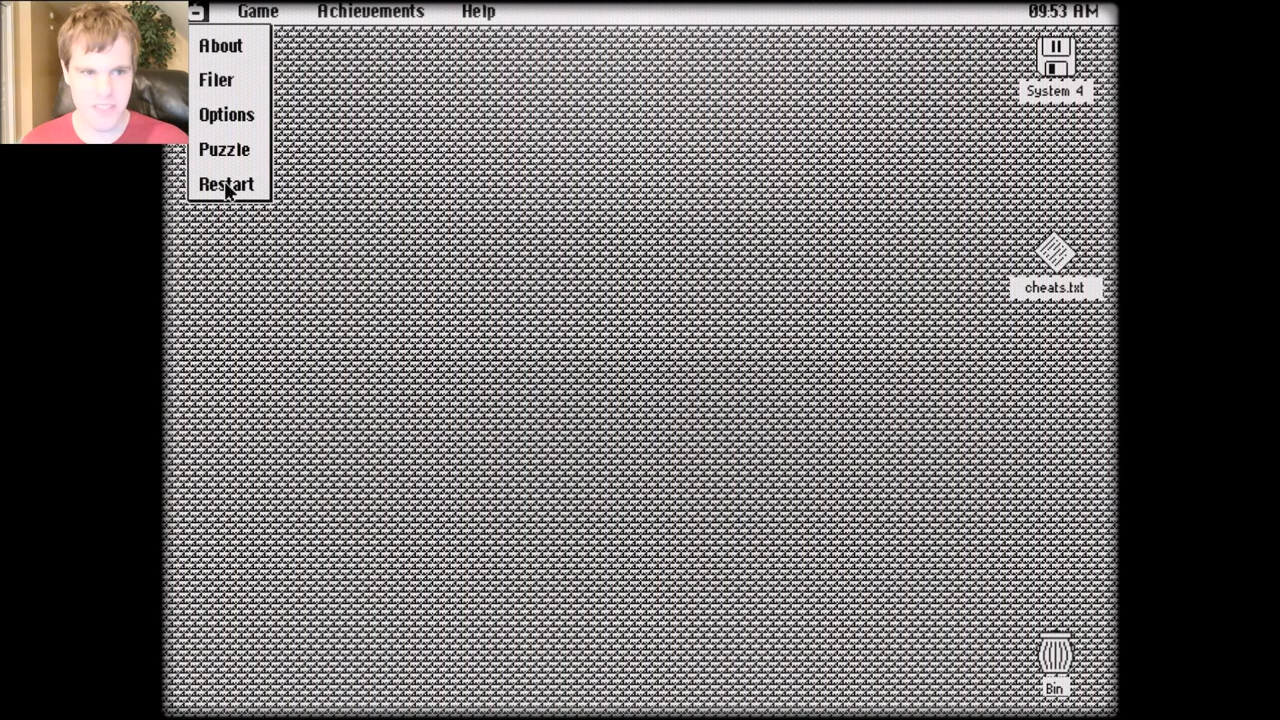 Game Achievements Help 09:53 AM
About
Filer
Options
Puzzle
Restart
System 4
cheats.txt
Bin